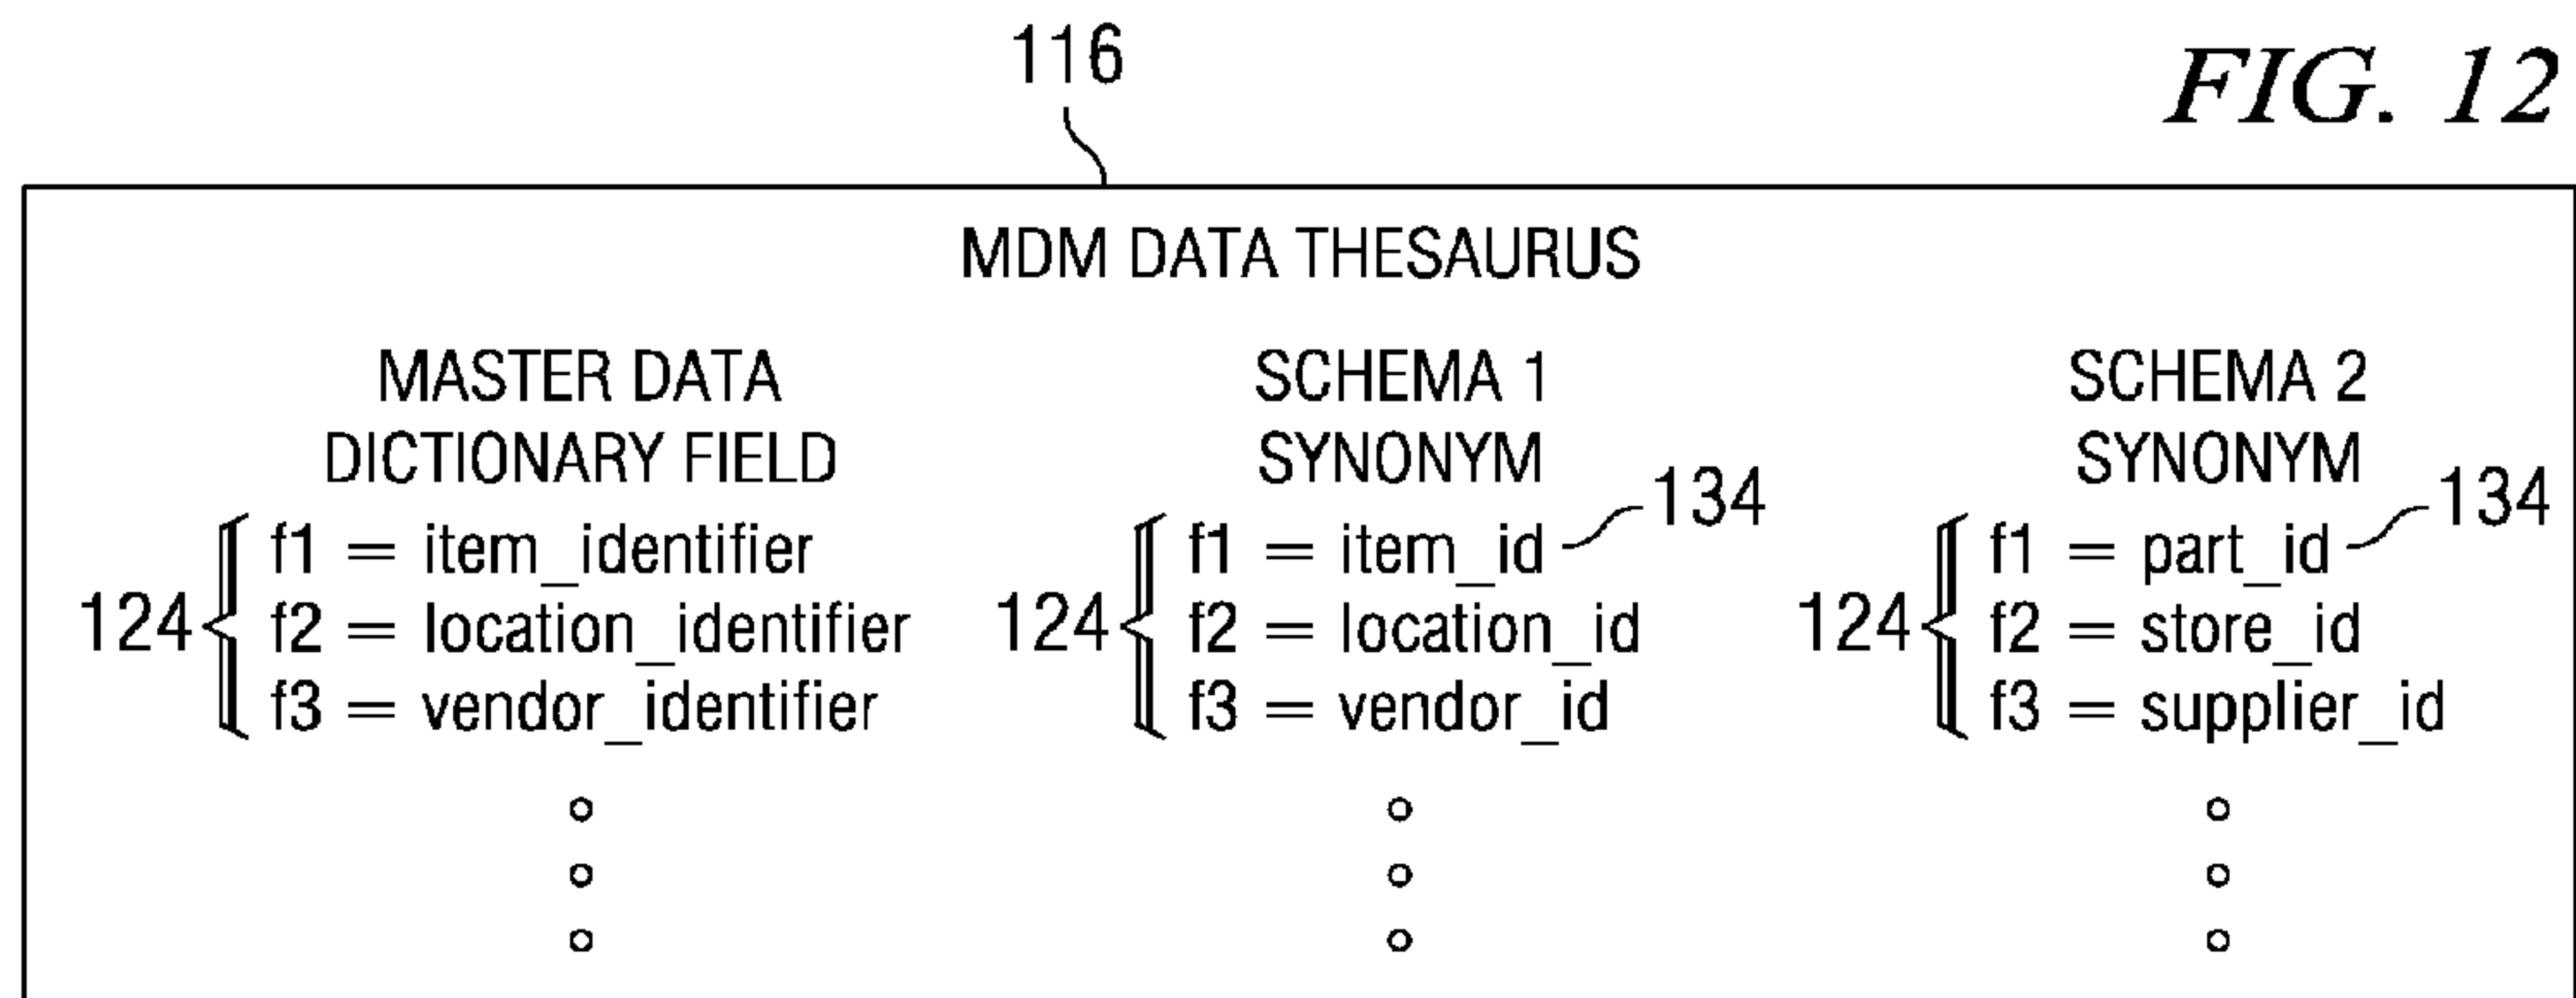 116
FIG. 12
MDM DATA THESAURUS
MASTER DATA DICTIONARY FIELD
124
f1 = item_identifier
f2 = location_identifier
f3 = vendor_identifier
SCHEMA 1 SYNONYM
134
124
f1 = item_id
f2 = location_id
f3 = vendor_id
SCHEMA 2 SYNONYM
134
124
f1 = part_id
f2 = store_id
f3 = supplier_id